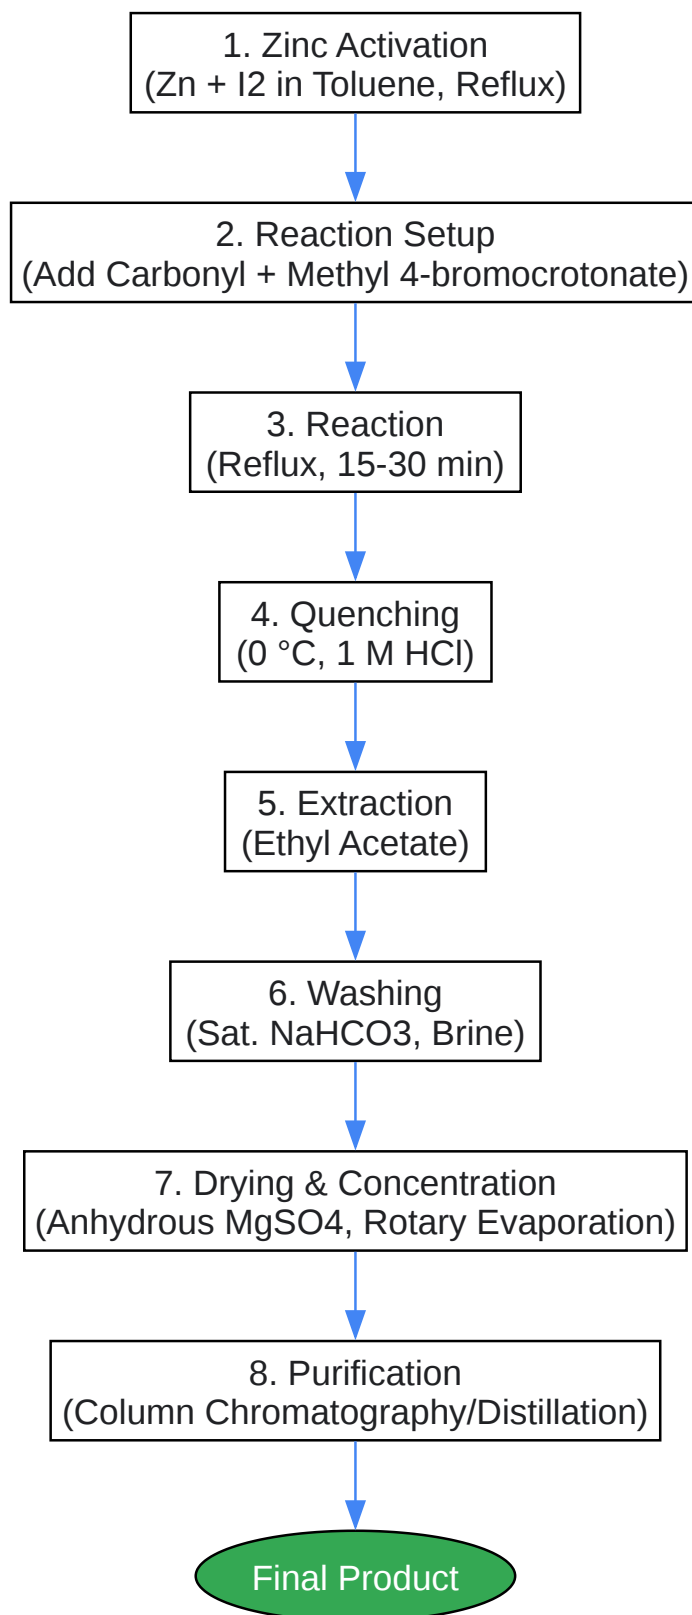 1. Zinc Activation
(Zn + I2 in Toluene, Reflux)
2. Reaction Setup
(Add Carbonyl + Methyl 4-bromocrotonate)
3. Reaction
(Reflux, 15-30 min)
4. Quenching
(0 °C, 1 M HCl)
5. Extraction
(Ethyl Acetate)
6. Washing
(Sat. NaHCO3, Brine)
7. Drying & Concentration
(Anhydrous MgSO4, Rotary Evaporation)
8. Purification
(Column Chromatography/Distillation)
Final Product